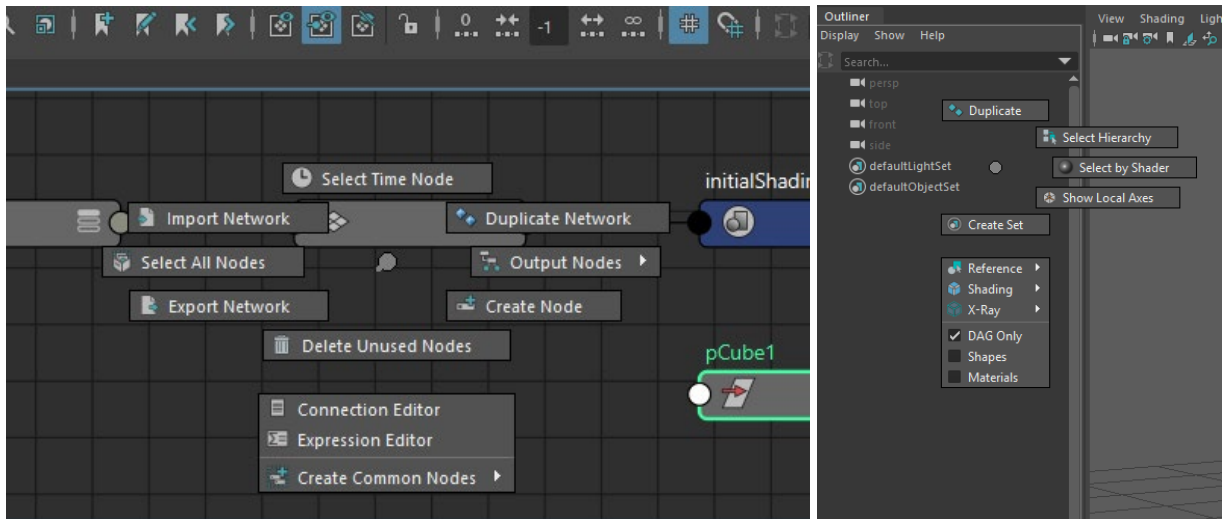 0
-1
∞
Select Time Node
initialShadin
Import Network
Duplicate Network
Select All Nodes
Output Nodes
Export Network
Create Node
Delete Unused Nodes
pCube1
Connection Editor
Expression Editor
Create Common Nodes
Outliner
Display Show Help
Search...
persp
top
front
side
defaultLightSet
defaultObjectSet
Duplicate
Select Hierarchy
Select by Shader
Show Local Axes
Create Set
Reference
Shading
X-Ray
DAG Only
Shapes
Materials
View Shading Ligh